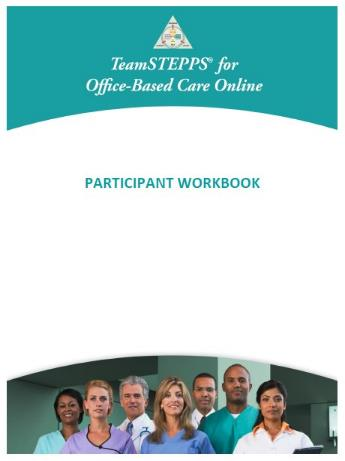 TeamSTEPPS® for
Office-Based Care Online
PARTICIPANT WORKBOOK